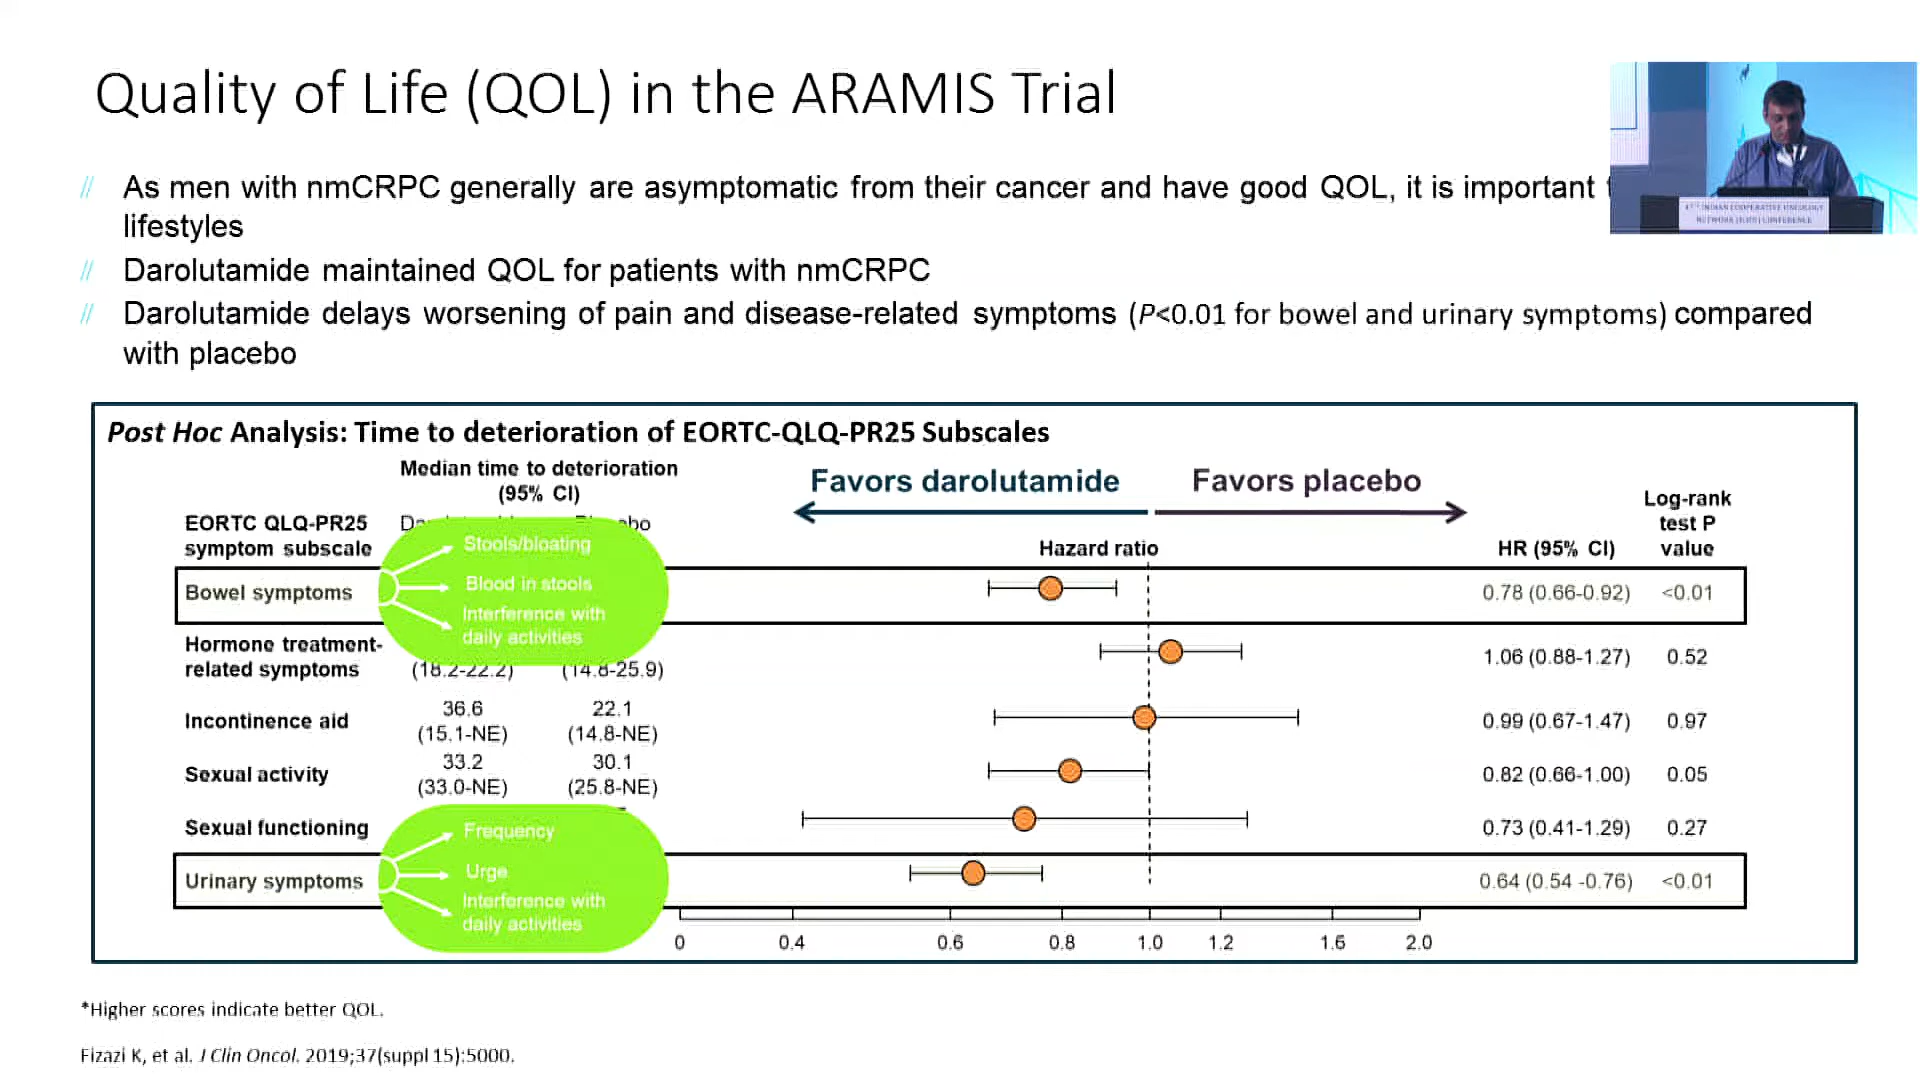 Quality of Life (QOL) in the ARAMIS Trial
// As men with nmCRPC generally are asymptomatic from their cancer and have good QOL, it is important
lifestyles
// Darolutamide maintained QOL for patients with nmCRPC
// Darolutamide delays worsening of pain and disease-related symptoms (P<0.01 for bowel and urinary symptoms) compared
with placebo
4TH INDIAN COOPERATIVE ONCOLOGY
NETWORK (ICON) CONFERENCE
Post Hoc Analysis: Time to deterioration of EORTC-QLQ-PR25 Subscales
Median time to deterioration
(95% CI)
Favors darolutamide Favors placebo
EORTC QLQ-PR25
symptom subscale
Hazard ratio
HR (95% CI)
Log-rank
test P
value
Bowel symptoms
Stools/bloating
Blood in stools
Interference with
daily activities
0.78 (0.66-0.92) <0.01
Hormone treatment-
related symptoms
(18.2-22.2) (14.8-25.9)
1.06 (0.88-1.27) 0.52
Incontinence aid
36.6 22.1
(15.1-NE) (14.8-NE)
0.99 (0.67-1.47) 0.97
Sexual activity
33.2 30.1
(33.0-NE) (25.8-NE)
0.82 (0.66-1.00) 0.05
Sexual functioning
0.73 (0.41-1.29) 0.27
Urinary symptoms
Frequency
Urge
Interference with
daily activities
0.64 (0.54 -0.76) <0.01
0 0.4 0.6 0.8 1.0 1.2 1.6 2.0
*Higher scores indicate better QOL.
Fizazi K, et al. J Clin Oncol. 2019;37(suppl 15):5000.